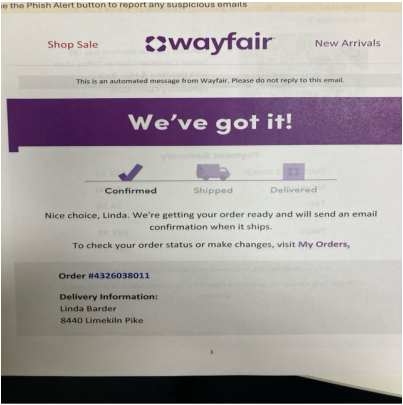 e the Phish Alert button to report any suspicious emails
Shop Sale
wayfair
New Arrivals
This is an automated message from Wayfair. Please do not reply to this email.
We've got it!
Confirmed Shipped Delivered
Nice choice, Linda. We're getting your order ready and will send an email
confirmation when it ships.
To check your order status or make changes, visit My Orders.
Order #4326038011
Delivery Information:
Linda Barder
8440 Limekiln Pike
1